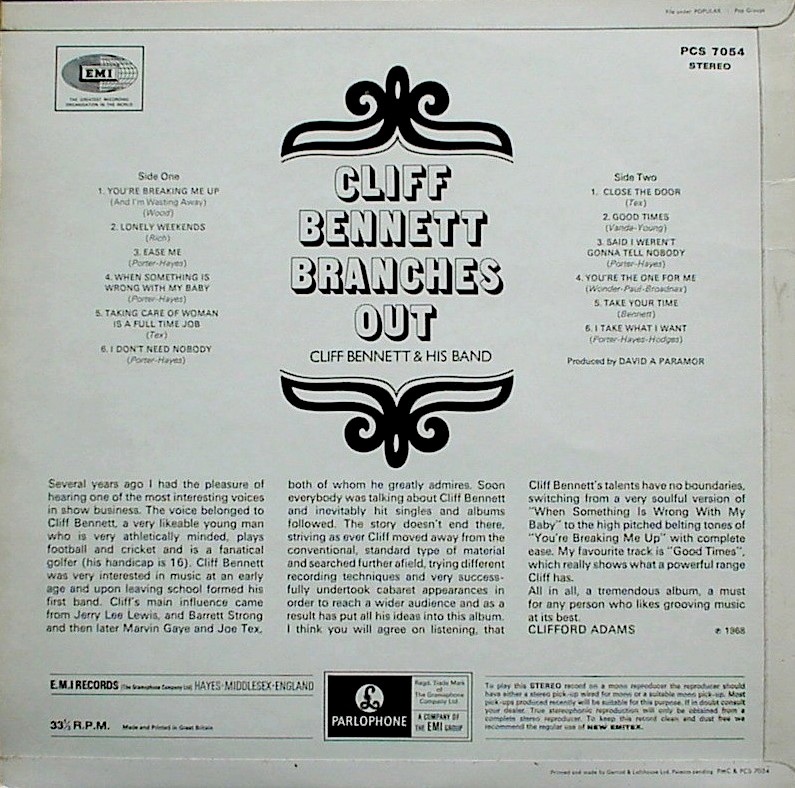 File under POPULAR : Pop Groups
PCS 7054
STEREO
EMI
THE GREATEST RECORDING
ORGANISATION IN THE WORLD
CLIFF
BENNETT
BRANCHES
OUT
CLIFF BENNETT & HIS BAND
Side One
1. YOU'RE BREAKING ME UP
(And I'm Wasting Away)
(Wood)
2. LONELY WEEKENDS
(Rich)
3. EASE ME
(Porter-Hayes)
4. WHEN SOMETHING IS
WRONG WITH MY BABY
(Porter-Hayes)
5. TAKING CARE OF WOMAN
IS A FULL TIME JOB
(Tex)
6. I DON'T NEED NOBODY
(Porter-Hayes)
Side Two
1. CLOSE THE DOOR
(Tex)
2. GOOD TIMES
(Vanda-Young)
3. SAID I WEREN'T
GONNA TELL NOBODY
(Porter-Hayes)
4. YOU'RE THE ONE FOR ME
(Wonder-Paul-Broadnax)
5. TAKE YOUR TIME
(Bennett)
6. I TAKE WHAT I WANT
(Porter-Hayes-Hodges)
Produced by DAVID A PARAMOR
Several years ago I had the pleasure of
hearing one of the most interesting voices
in show business. The voice belonged to
Cliff Bennett, a very likeable young man
who is very athletically minded, plays
football and cricket and is a fanatical
golfer (his handicap is 16). Cliff Bennett
was very interested in music at an early
age and upon leaving school formed his
first band. Cliff's main influence came
from Jerry Lee Lewis, and Barrett Strong
and then later Marvin Gaye and Joe Tex,
both of whom he greatly admires. Soon
everybody was talking about Cliff Bennett
and inevitably hit singles and albums
followed. The story doesn't end there,
striving as ever Cliff moved away from the
conventional, standard type of material
and searched further afield, trying different
recording techniques and very success-
fully undertook cabaret appearances in
order to reach a wider audience and as a
result has put all his ideas into this album.
I think you will agree on listening, that
Cliff Bennett's talents have no boundaries,
switching from a very soulful version of
"When Something Is Wrong With My
Baby" to the high pitched belting tones of
"You're Breaking Me Up" with complete
ease. My favourite track is "Good Times",
which really shows what a powerful range
Cliff has.
All in all, a tremendous album, a must
for any person who likes grooving music
at its best.
CLIFFORD ADAMS ℗ 1968
E.M.I RECORDS (The Gramophone Company Ltd) HAYES·MIDDLESEX·ENGLAND
33⅓ R.P.M. Made and Printed in Great Britain
PARLOPHONE
Regd. Trade Mark
of The Gramophone
Company Ltd.
A COMPANY OF
THE EMI GROUP
To play this STEREO record on a mono reproducer the reproducer should
have either a stereo pick-up wired for mono or a suitable mono pick-up. Most
pick-ups produced recently will be suitable for this purpose. If in doubt consult
your dealer. True stereophonic reproduction will only be obtained from a
complete stereo reproducer. To keep this record clean and dust free we
recommend the regular use of NEW EMITEX.
Printed and made by Garrod & Lofthouse Ltd. Patents pending PMC & PCS 7054